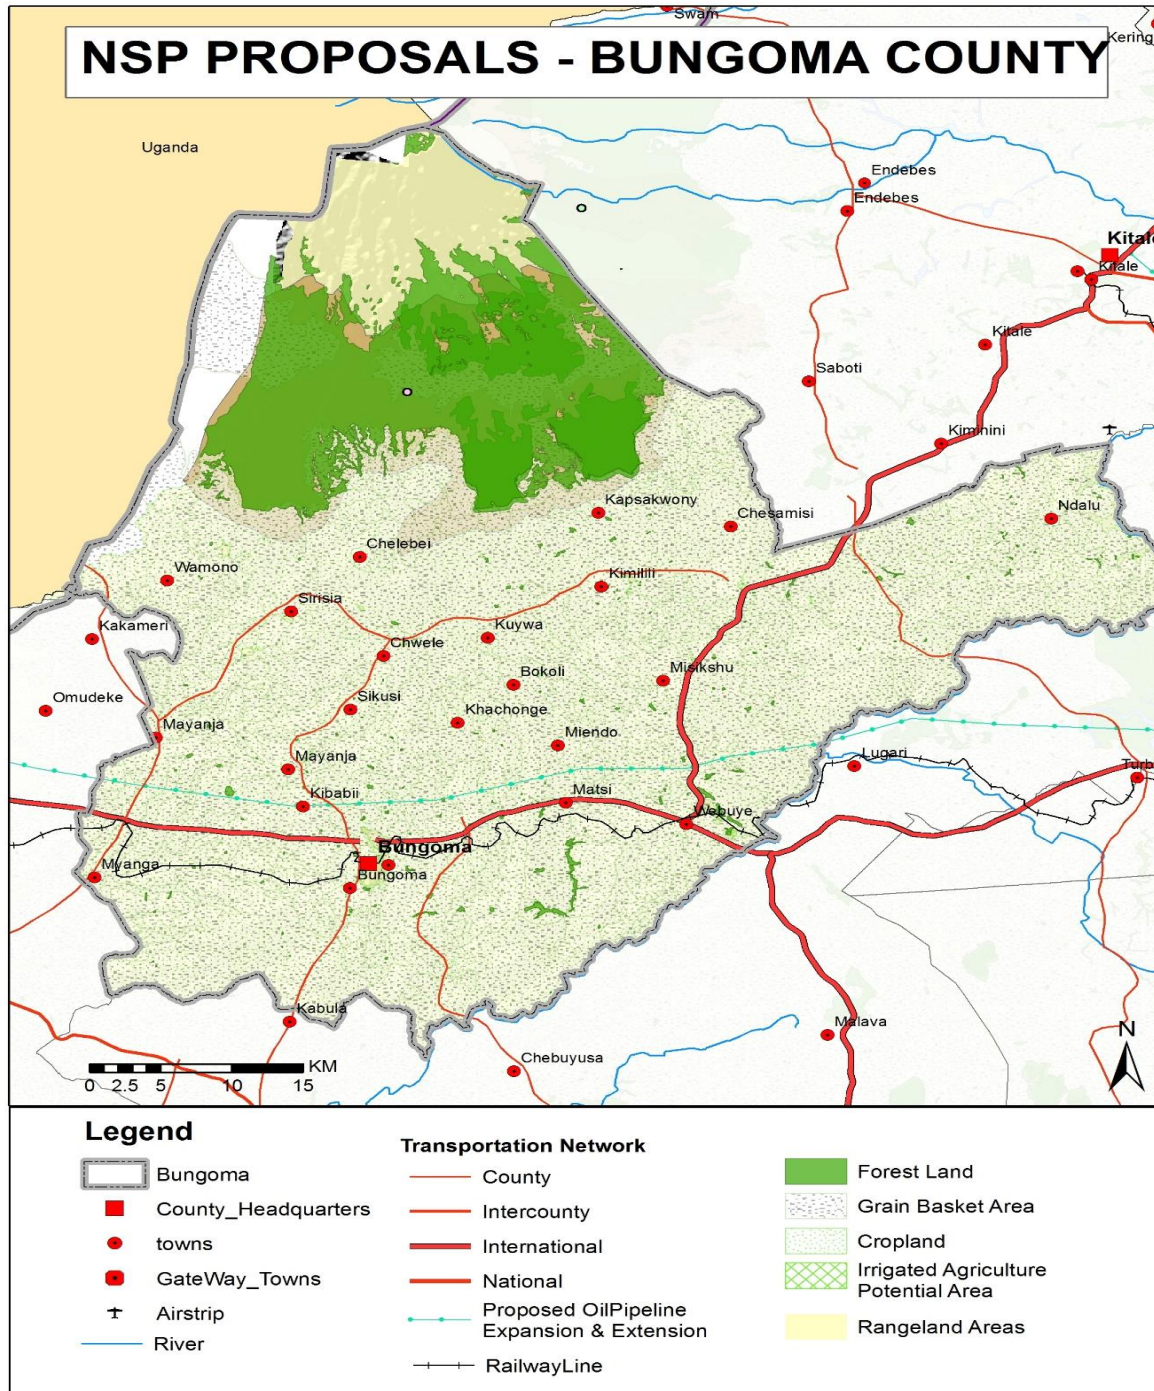 Swam
Kering
NSP PROPOSALS - BUNGOMA COUNTY
Uganda
Endebes
Endebes
Kitale
Kitale
Kitale
Saboti
Kiminini
Kapsakwony
Chesamisi
Ndalu
Chelebei
Wamono
Kimilili
Sirisia
Kakameri
Kuywa
Chwele
Misikshu
Bokoli
Omudeke
Sikusi
Khachonge
Mayanja
Miendo
Lugari
Mayanja
Turb
Kibabii
Matsi
Webuye
Bungoma
Myanga
Bungoma
Kabula
Malava
N
Chebuyusa
KM
0 2.5 5 10 15
Legend
Bungoma
County_Headquarters
towns
GateWay_Towns
Airstrip
River
Transportation Network
County
Intercounty
International
National
Proposed OilPipeline
Expansion & Extension
RailwayLine
Forest Land
Grain Basket Area
Cropland
Irrigated Agriculture
Potential Area
Rangeland Areas